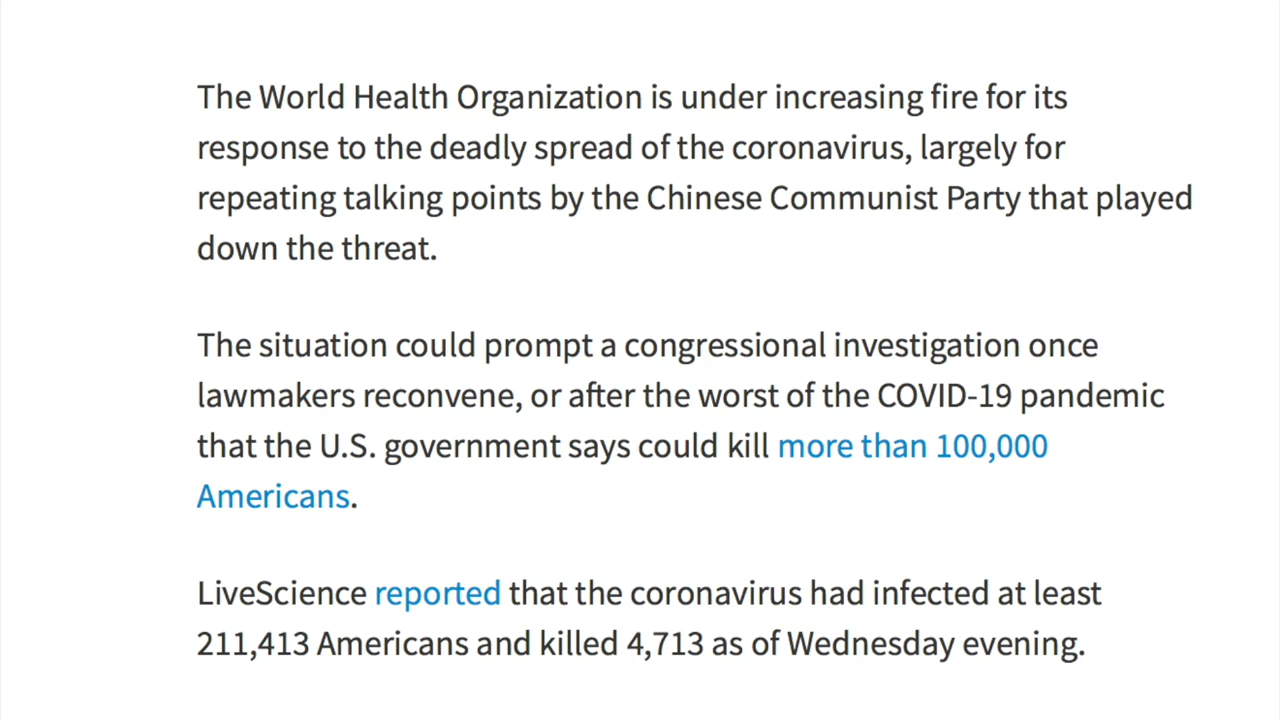 The World Health Organization is under increasing fire for its
response to the deadly spread of the coronavirus, largely for
repeating talking points by the Chinese Communist Party that played
down the threat.
The situation could prompt a congressional investigation once
lawmakers reconvene, or after the worst of the COVID-19 pandemic
that the U.S. government says could kill more than 100,000
Americans.
LiveScience reported that the coronavirus had infected at least
211,413 Americans and killed 4,713 as of Wednesday evening.